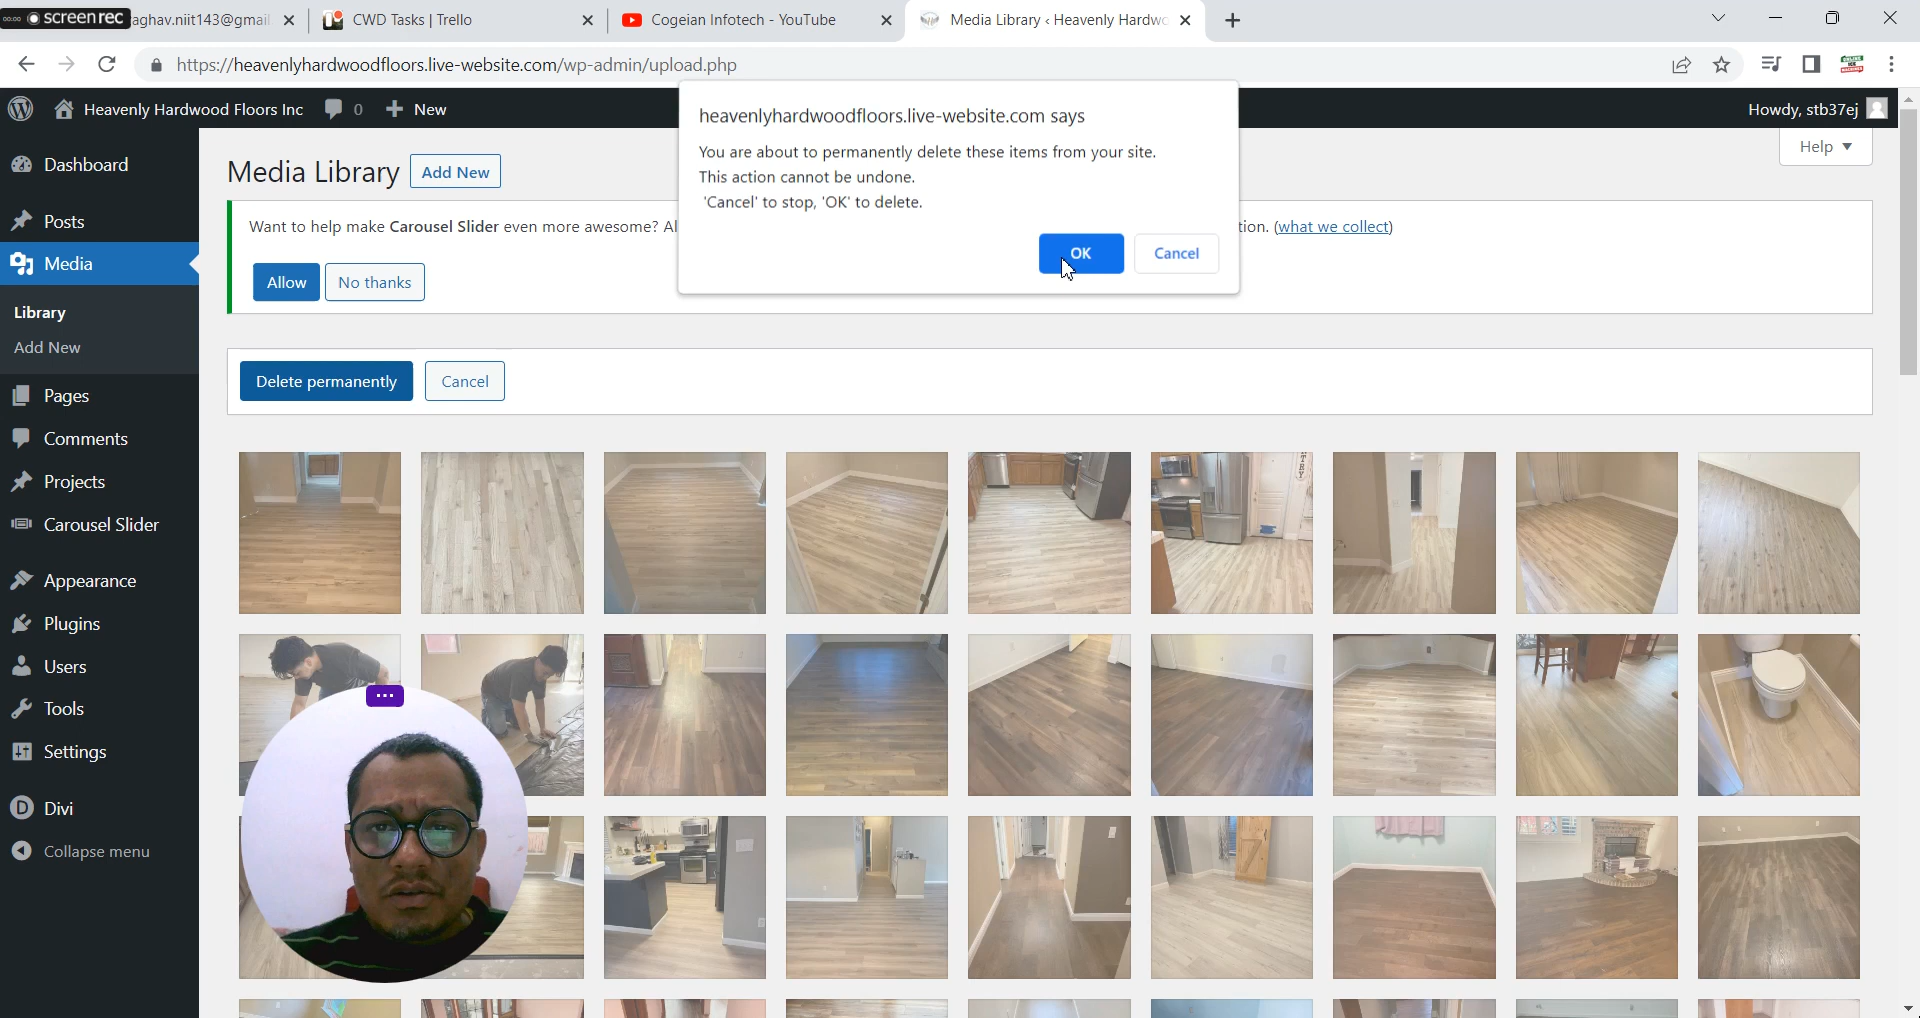 00:00 screen rec
aghav.niit143@gmail
CWD Tasks | Trello
Cogeian Infotech - YouTube
Media Library ‹ Heavenly Hardwo
https://heavenlyhardwoodfloors.live-website.com/wp-admin/upload.php
Heavenly Hardwood Floors Inc
0
New
Howdy, stb37ej
heavenlyhardwoodfloors.live-website.com says
You are about to permanently delete these items from your site.
This action cannot be undone.
'Cancel' to stop, 'OK' to delete.
OK
Cancel
Help
Dashboard
Posts
Media
Library
Add New
Pages
Comments
Projects
Carousel Slider
Appearance
Plugins
Users
Tools
Settings
Divi
Collapse menu
Media Library
Add New
Want to help make Carousel Slider even more awesome? Al
tion. (what we collect)
Allow
No thanks
Delete permanently
Cancel